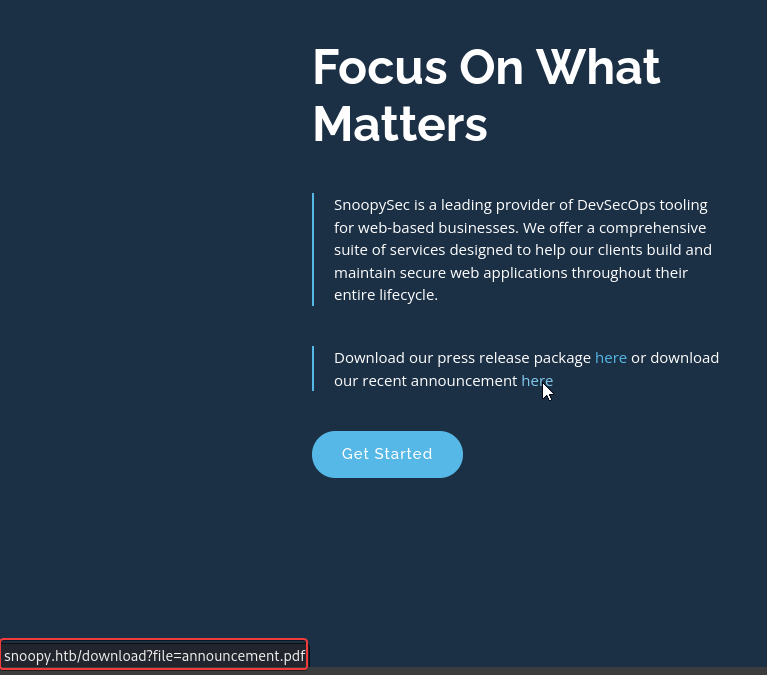 Focus On What
Matters
SnoopySec is a leading provider of DevSecOps tooling
for web-based businesses. We offer a comprehensive
suite of services designed to help our clients build and
maintain secure web applications throughout their
entire lifecycle.
Download our press release package here or download
our recent announcement here
Get Started
snoopy.htb/download?file=announcement.pdf